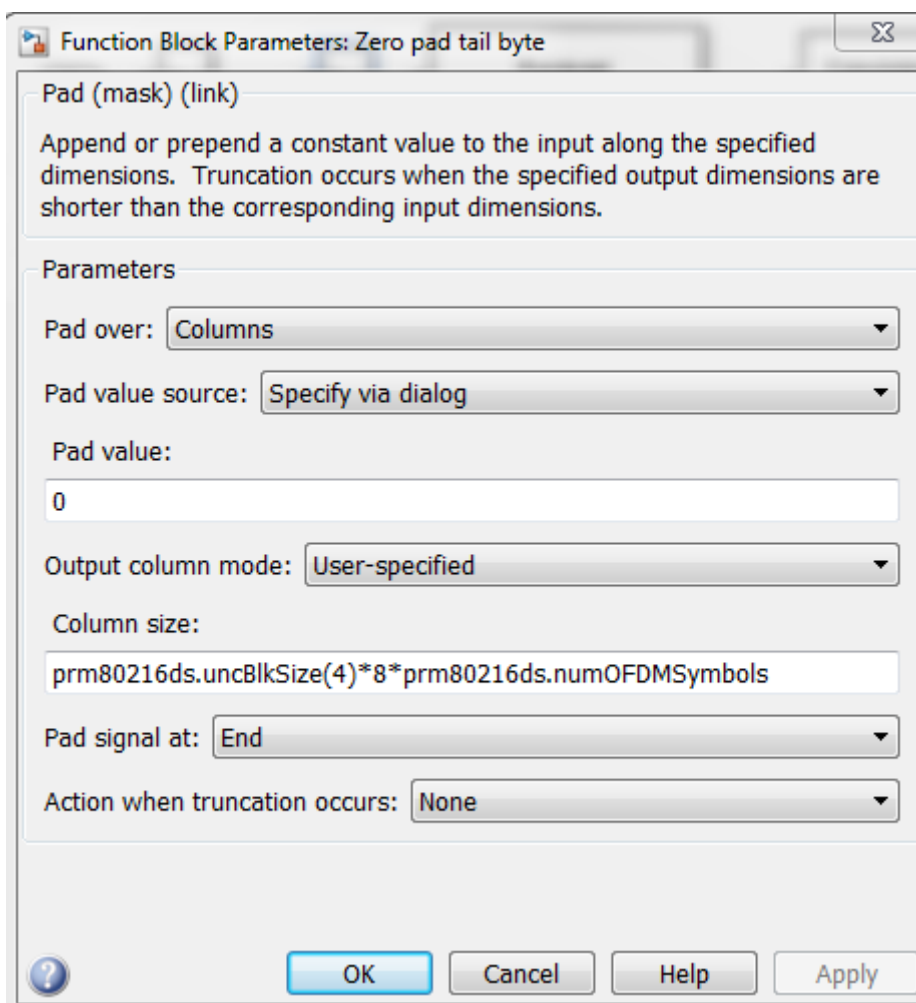 Function Block Parameters: Zero pad tail byte
Pad (mask) (link)
Append or prepend a constant value to the input along the specified
dimensions.  Truncation occurs when the specified output dimensions are
shorter than the corresponding input dimensions.
Parameters
Pad over: Columns
Pad value source: Specify via dialog
Pad value:
0
Output column mode: User-specified
Column size:
prm80216ds.uncBlkSize(4)*8*prm80216ds.numOFDMSymbols
Pad signal at: End
Action when truncation occurs: None
OK Cancel Help Apply